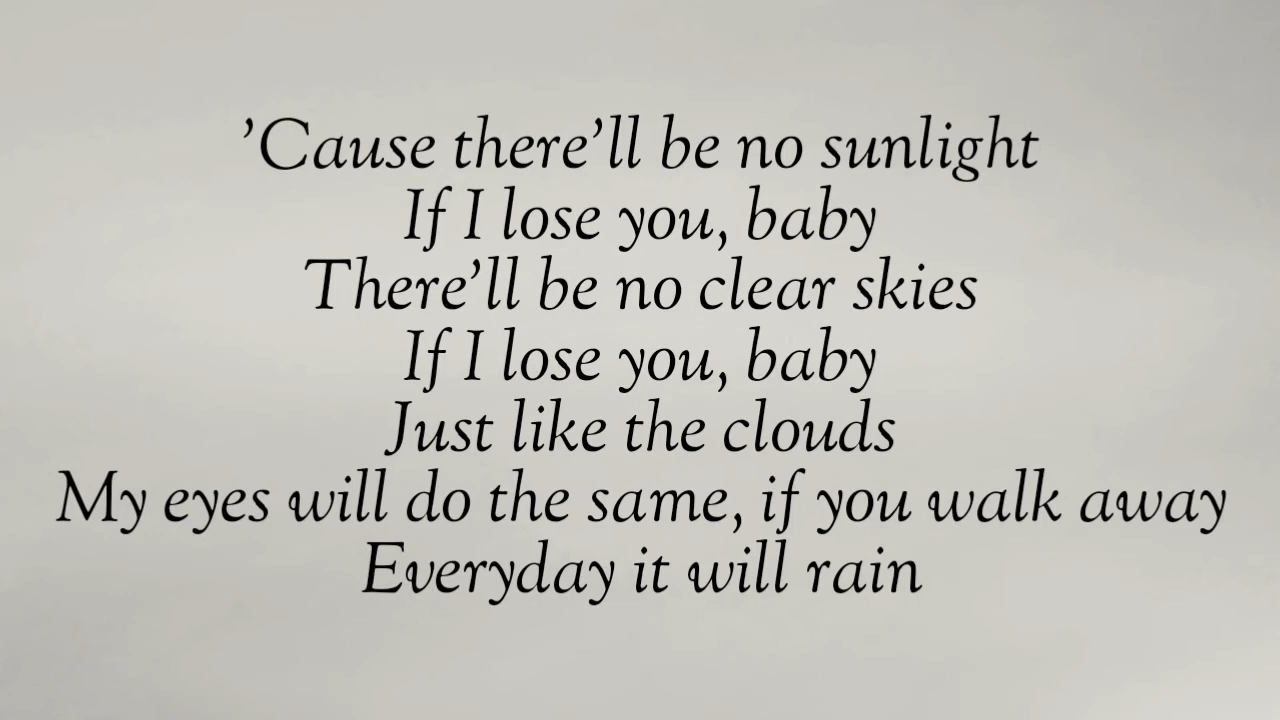 ’Cause there’ll be no sunlight
If I lose you, baby
There’ll be no clear skies
If I lose you, baby
Just like the clouds
My eyes will do the same, if you walk away
Everyday it will rain